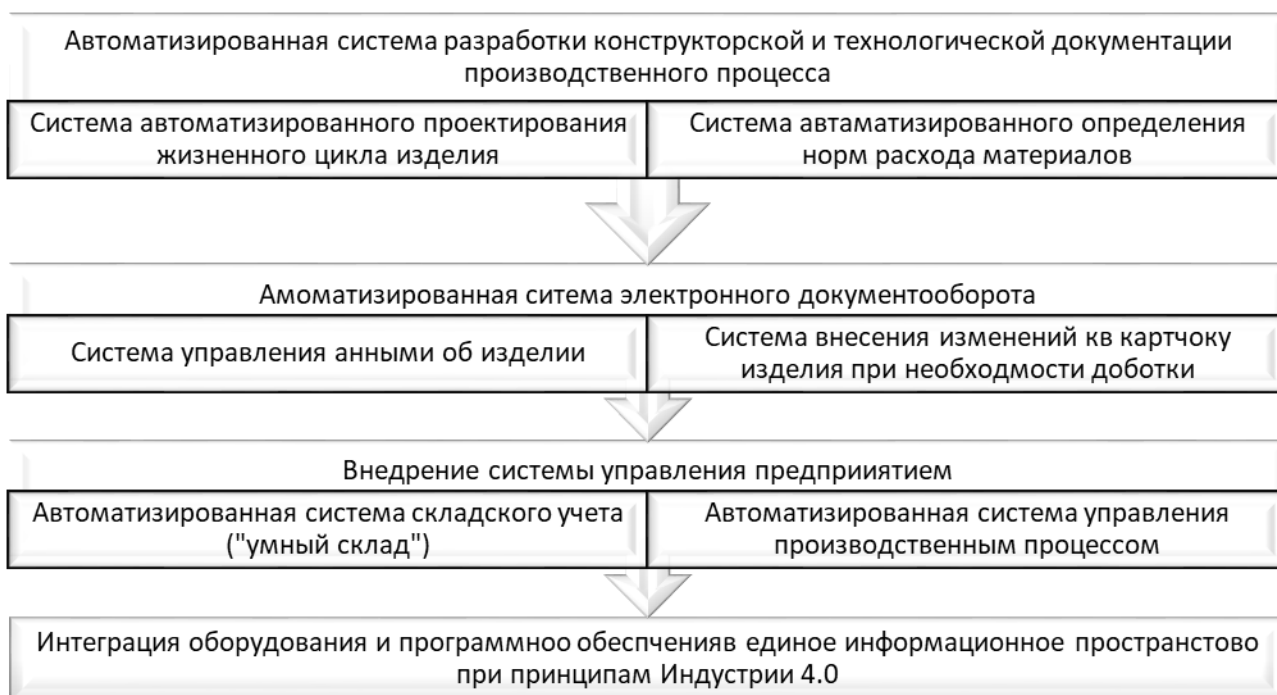 Автоматизированная система разработки конструкторской и технологической документации
производственного процесса
Система автоматизированного проектирования
жизненного цикла изделия
Система автаматизированного определения
норм расхода материалов
Амоматизированная ситема электронного документооборота
Система управления анными об изделии
Система внесения изменений кв картчоку
изделия при необходмости доботки
Внедрение системы управления предприиятием
Автоматизированная система складского учета
("умный склад")
Автоматизированная система управления
производственным процессом
Интеграция оборудования и программноо обеспченияв единое информационное пространстово
при принципам Индустрии 4.0